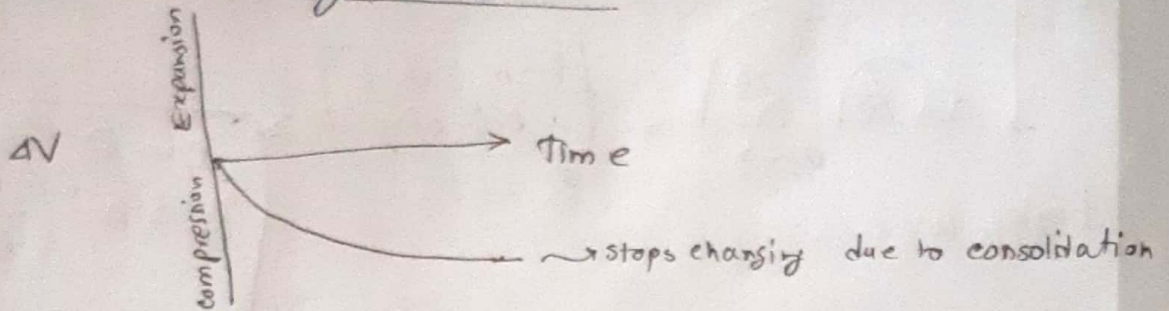 Expansion
ΔV
Time
compression
stops changing due to consolidation